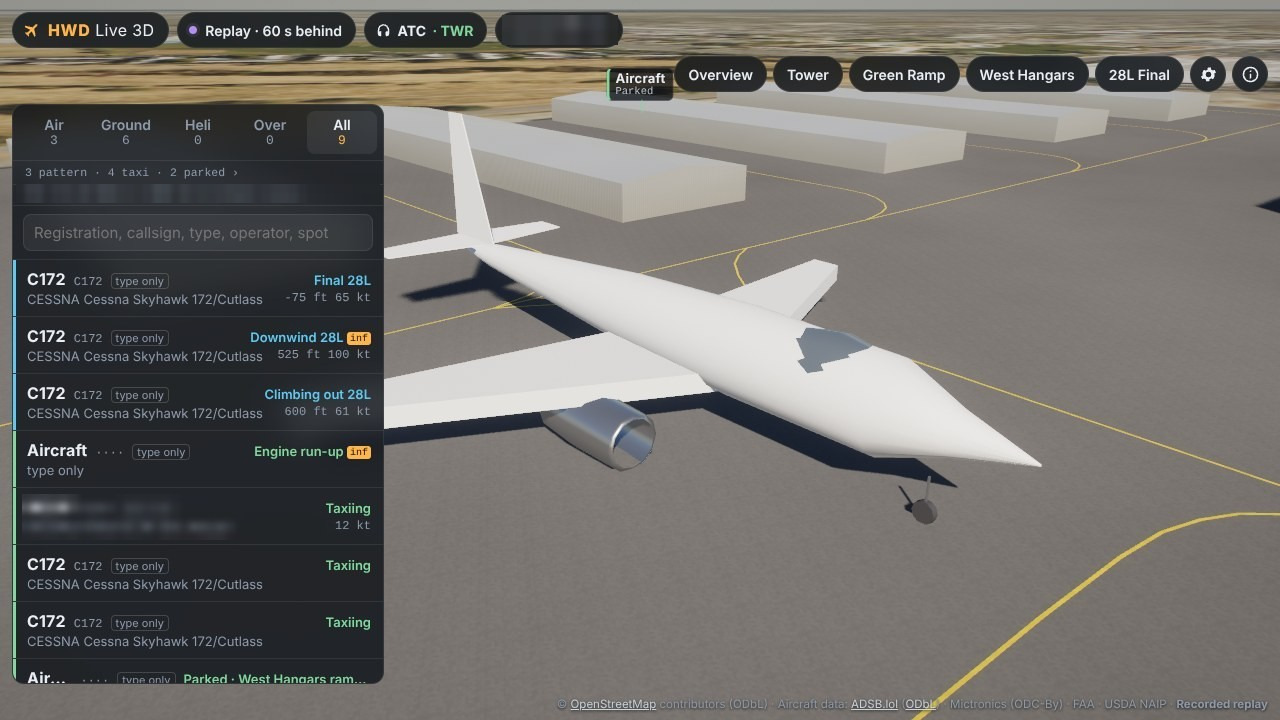 HWD Live 3D
Replay · 60 s behind
ATC · TWR
Aircraft
Parked
Overview
Tower
Green Ramp
West Hangars
28L Final
Air
3
Ground
6
Heli
0
Over
0
All
9
3 pattern · 4 taxi · 2 parked ›
Registration, callsign, type, operator, spot
C172 C172 type only Final 28L
CESSNA Cessna Skyhawk 172/Cutlass -75 ft 65 kt
C172 C172 type only Downwind 28L inf
CESSNA Cessna Skyhawk 172/Cutlass 525 ft 100 kt
C172 C172 type only Climbing out 28L
CESSNA Cessna Skyhawk 172/Cutlass 600 ft 61 kt
Aircraft ···· type only Engine run-up inf
type only
Taxiing
12 kt
C172 C172 type only Taxiing
CESSNA Cessna Skyhawk 172/Cutlass
C172 C172 type only Taxiing
CESSNA Cessna Skyhawk 172/Cutlass
Air... ···· type only Parked · West Hangars ram...
© OpenStreetMap contributors (ODbL) · Aircraft data: ADSB.lol (ODbL) · Mictronics (ODC-By) · FAA · USDA NAIP · Recorded replay